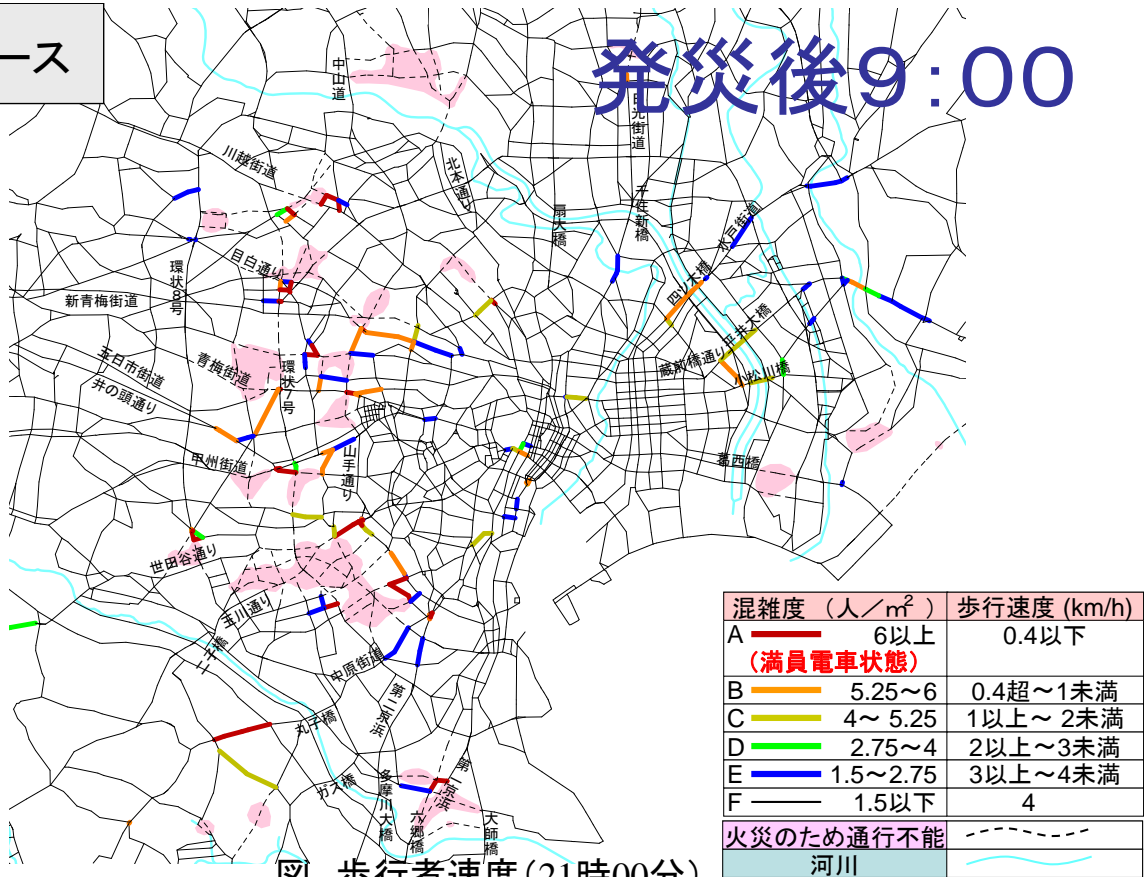 ース
発災後9:00
中山道
日光街道
川越街道
北本通り
扇大橋
千住新橋
水戸街道
目白通り
環状8号
四ツ木橋
新青梅街道
平井大橋
蔵前橋通り
小松川橋
五日市街道
青梅街道
環状7号
井の頭通り
甲州街道
山手通り
葛西橋
世田谷通り
玉川通り
二子橋
中原街道
第二京浜
丸子橋
ガス橋
多摩川大橋
六郷橋
第一京浜
大師橋
混雑度 (人/㎡) 歩行速度 (km/h)
A 6以上 0.4以下
(満員電車状態)
B 5.25~6 0.4超~1未満
C 4~ 5.25 1以上~ 2未満
D 2.75~4 2以上~3未満
E 1.5~2.75 3以上~4未満
F 1.5以下 4
火災のため通行不能
河川
図 歩行者速度(21時00分)